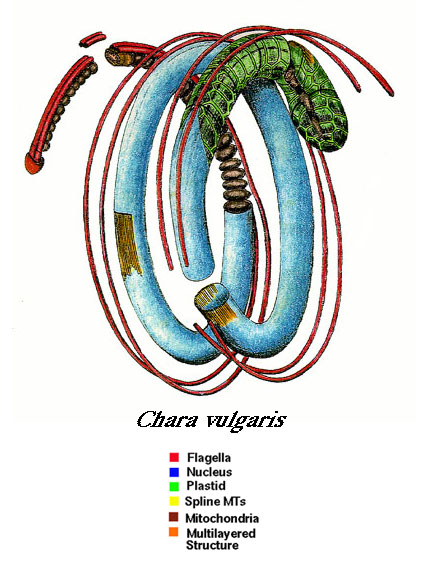 Chara vulgaris
Flagella
Nucleus
Plastid
Spline MTs
Mitochondria
Multilayered
Structure